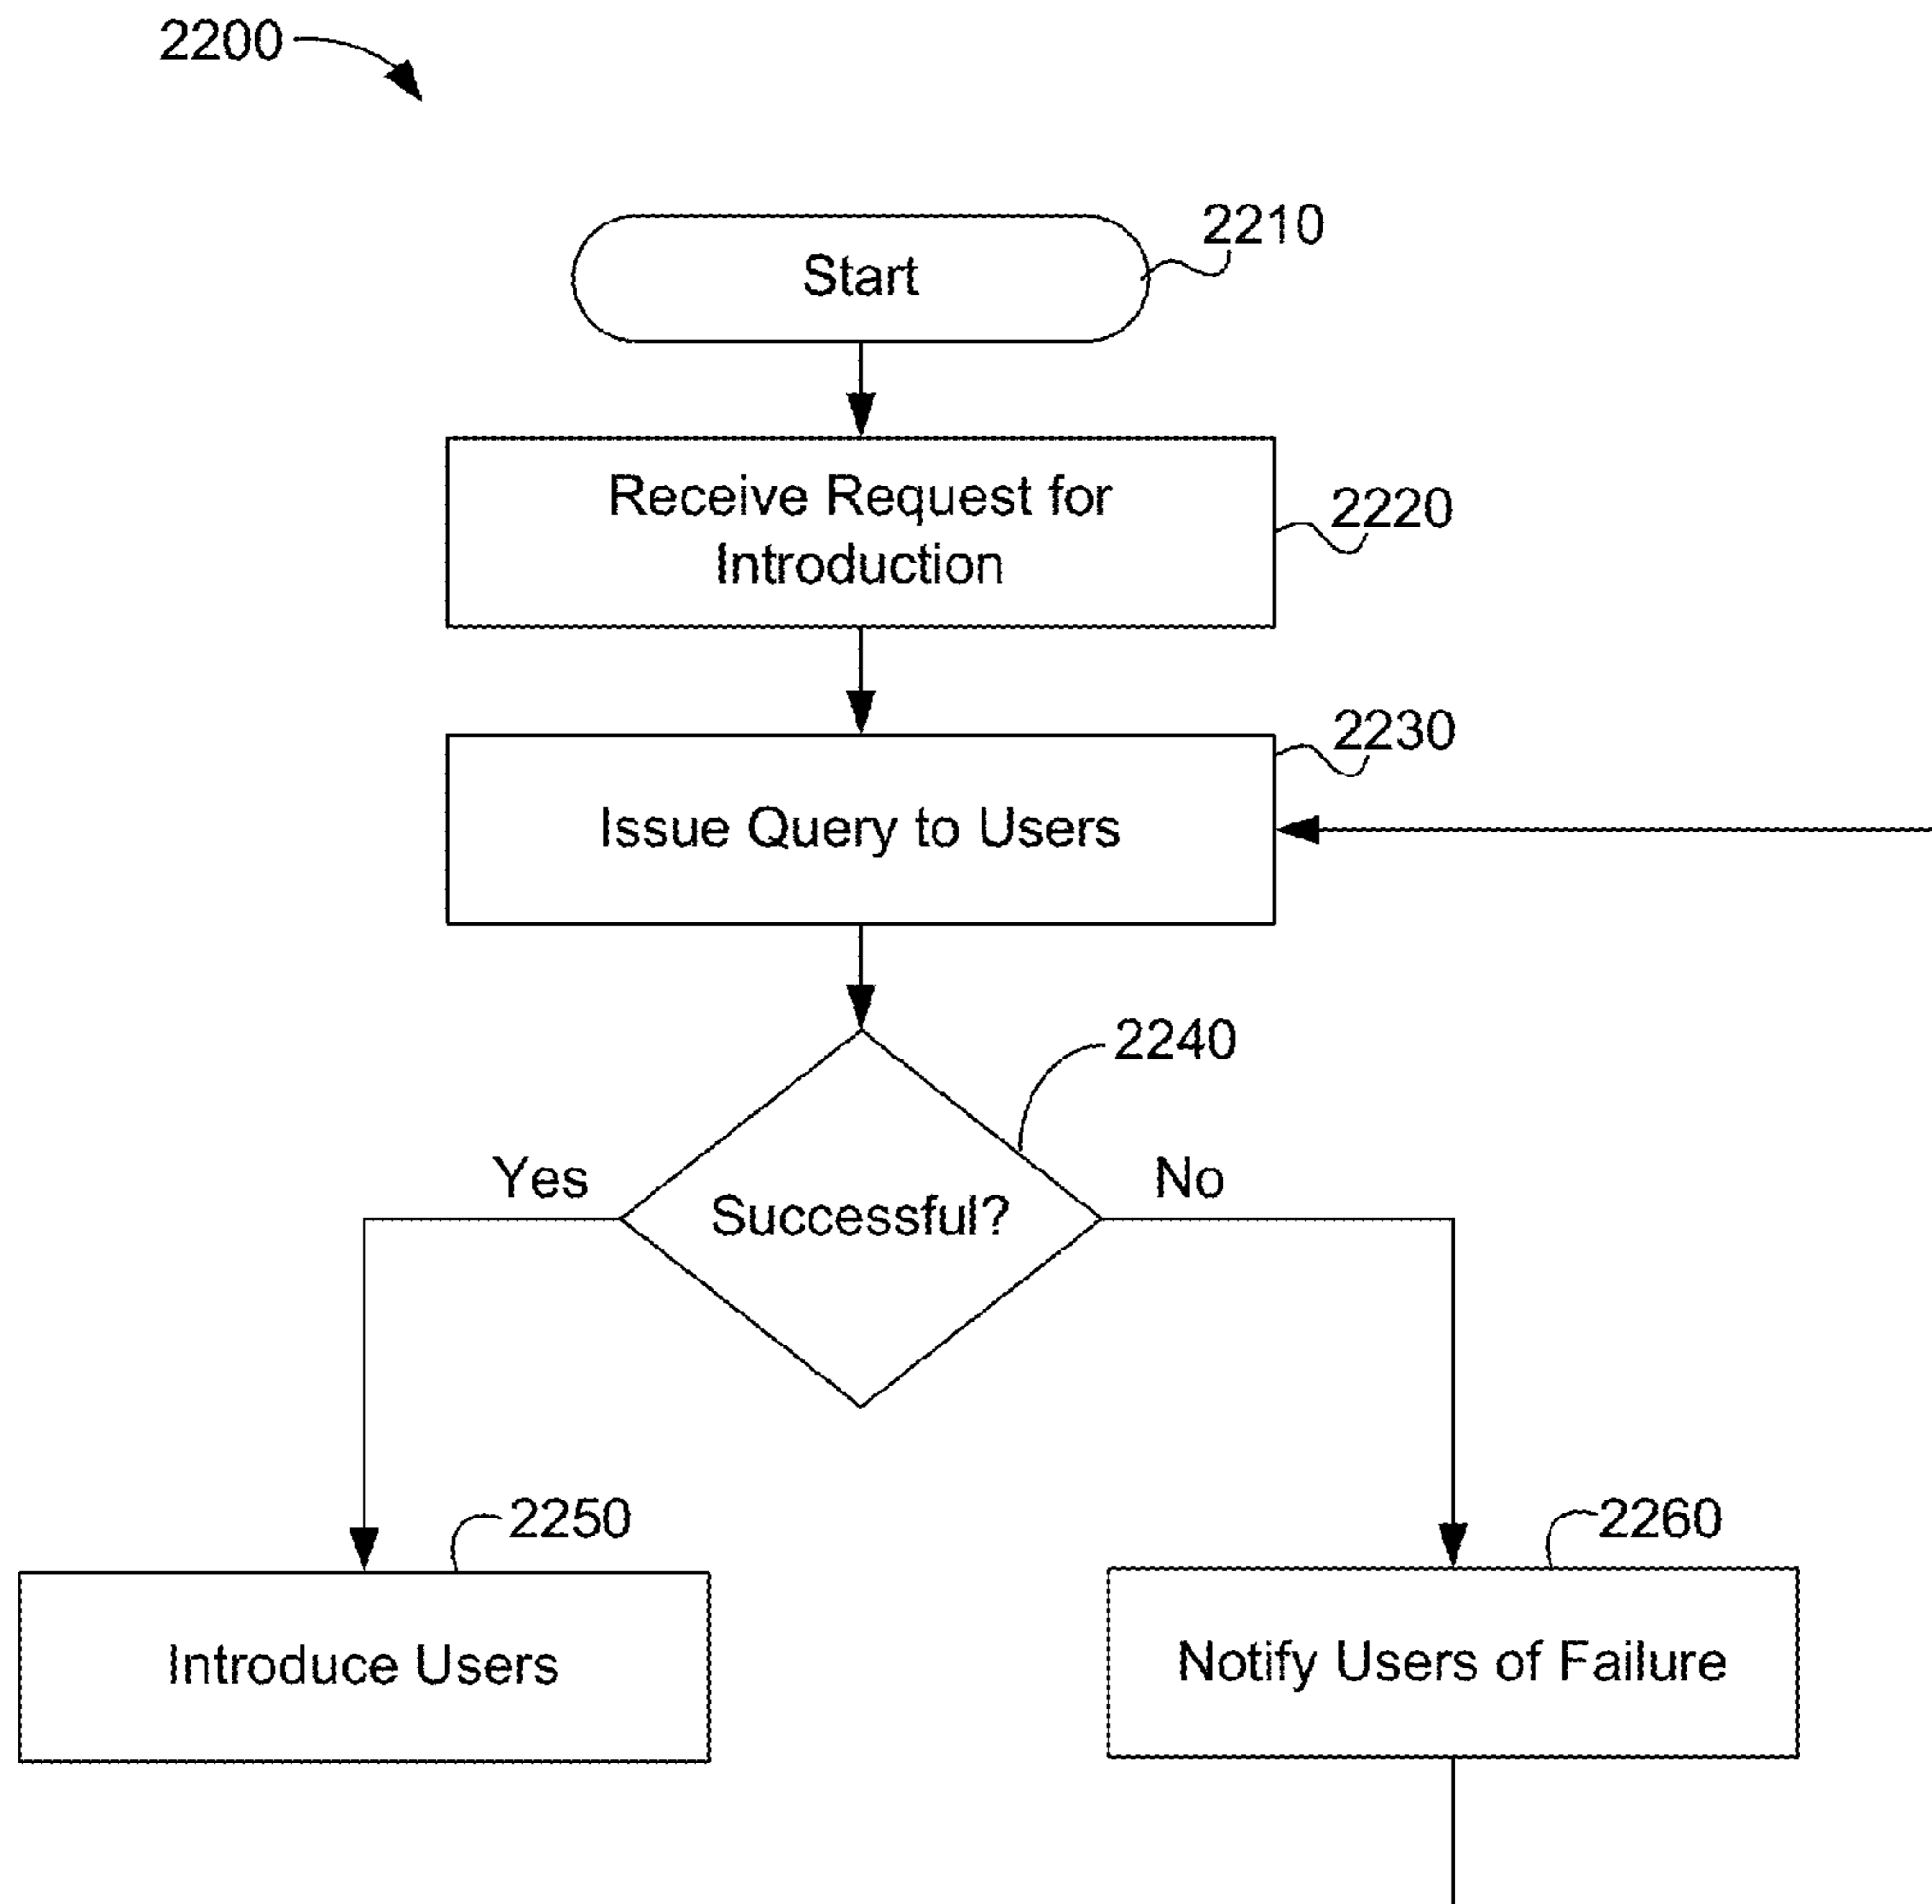 2200
2210
Start
Receive Request for
Introduction
2220
2230
Issue Query to Users
2240
Yes
No
Successful?
2250
2260
Introduce Users
Notify Users of Failure